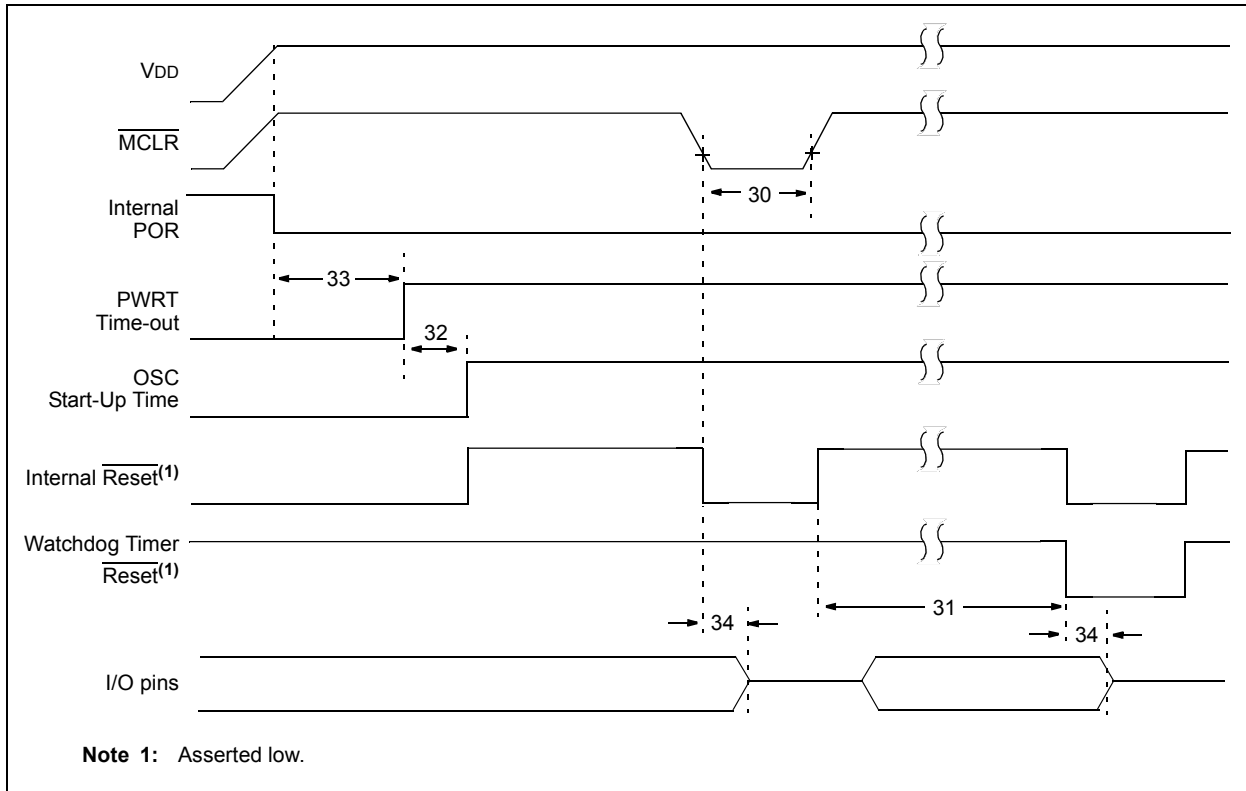 VDD
MCLR
30
Internal
POR
33
PWRT
Time-out
32
OSC
Start-Up Time
Internal Reset(1)
Watchdog Timer
Reset(1)
31
34
34
I/O pins
Note 1: Asserted low.